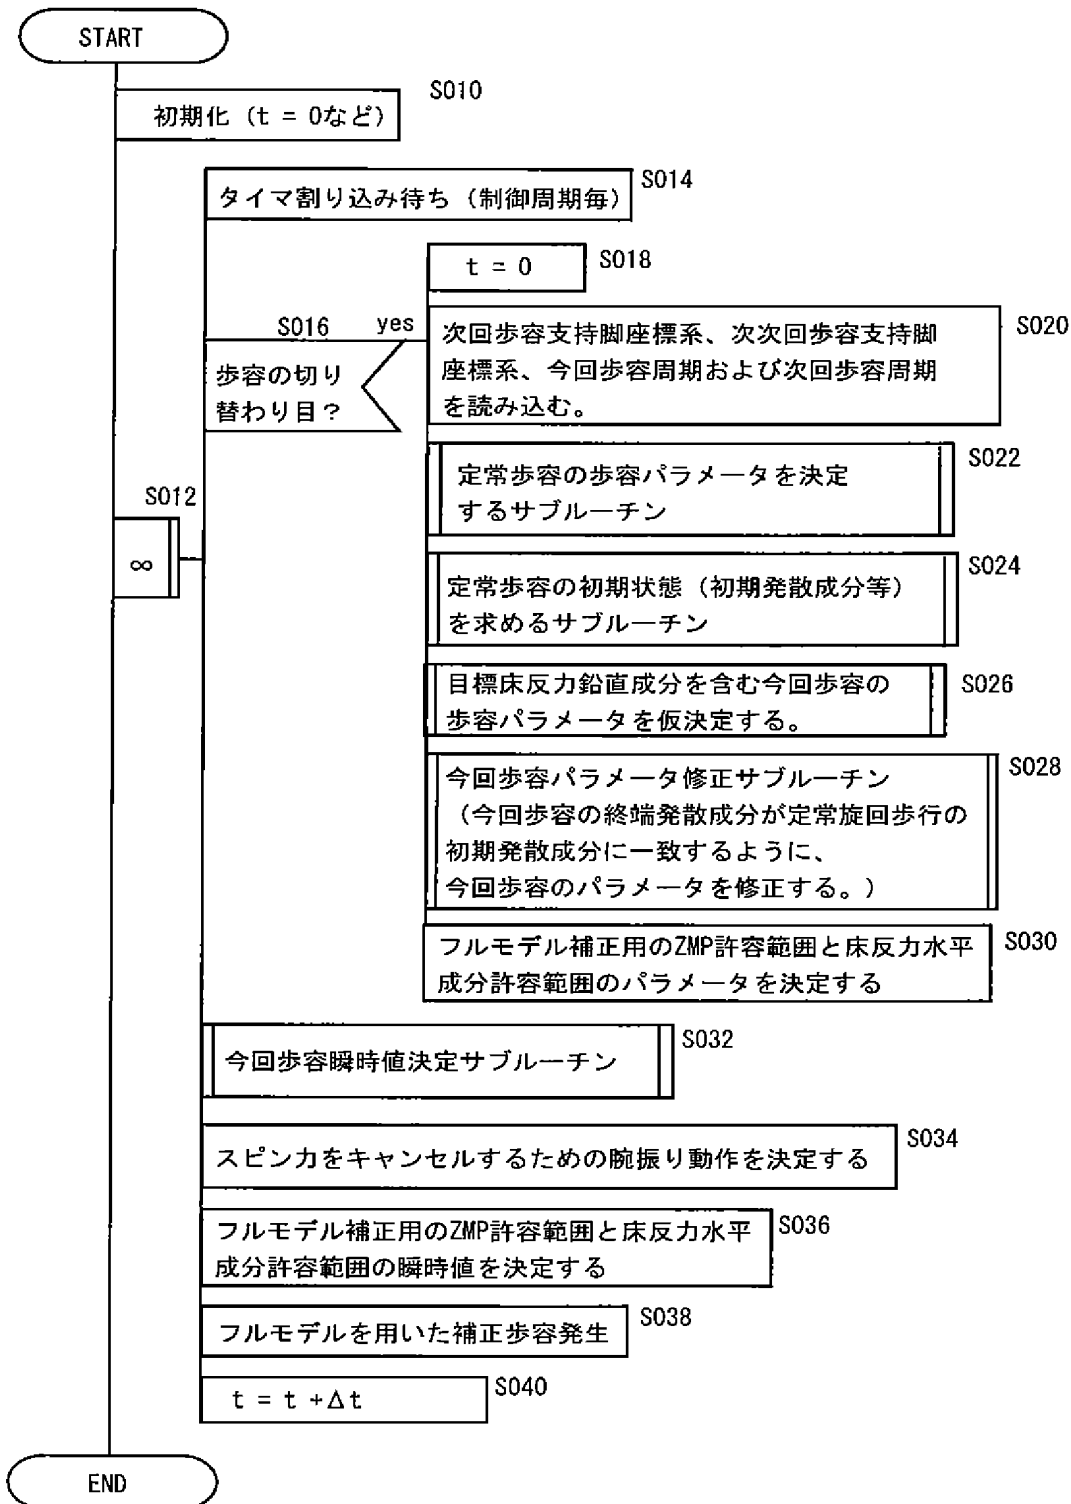 START
S010
初期化 (t = 0など)
S014
タイマ割り込み待ち (制御周期毎)
t = 0
S018
S016
yes
歩容の切り
替わり目?
S020
次回歩容支持脚座標系、次次回歩容支持脚
座標系、今回歩容周期および次回歩容周期
を読み込む。
S022
定常歩容の歩容パラメータを決定
するサブルーチン
S012
∞
S024
定常歩容の初期状態 (初期発散成分等)
を求めるサブルーチン
S026
目標床反力鉛直成分を含む今回歩容の
歩容パラメータを仮決定する。
S028
今回歩容パラメータ修正サブルーチン
(今回歩容の終端発散成分が定常旋回歩行の
初期発散成分に一致するように、
今回歩容のパラメータを修正する。)
S030
フルモデル補正用のZMP許容範囲と床反力水平
成分許容範囲のパラメータを決定する
S032
今回歩容瞬時値決定サブルーチン
S034
スピン力をキャンセルするための腕振り動作を決定する
S036
フルモデル補正用のZMP許容範囲と床反力水平
成分許容範囲の瞬時値を決定する
S038
フルモデルを用いた補正歩容発生
S040
t = t +Δt
END